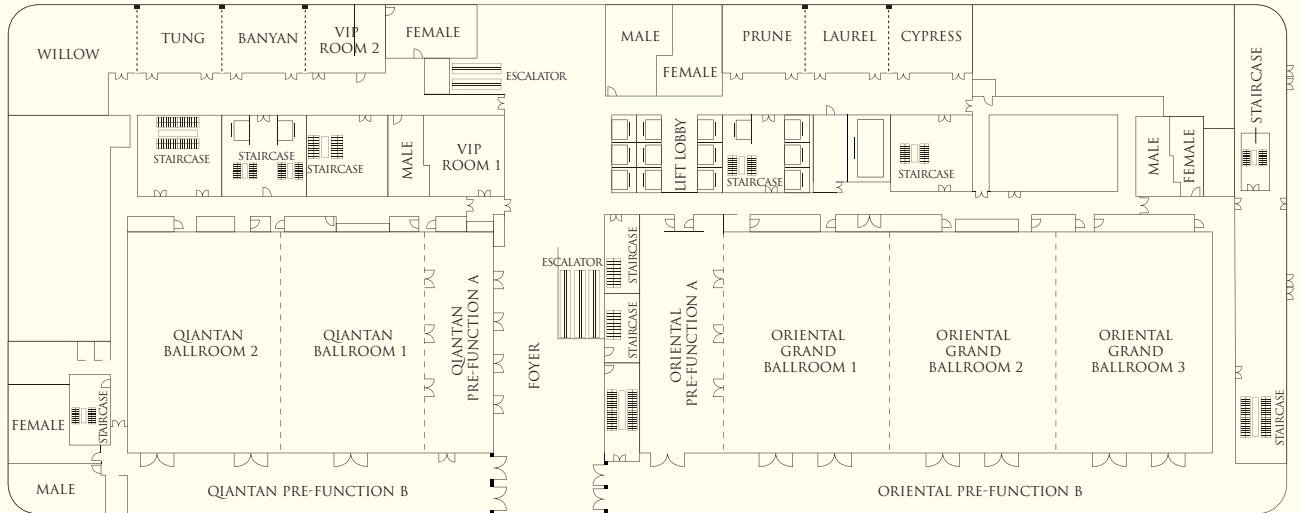 WILLOW
TUNG
BANYAN
VIP
ROOM 2
FEMALE
ESCALATOR
MALE
FEMALE
PRUNE
LAUREL
CYPRESS
STAIRCASE
STAIRCASE
STAIRCASE
STAIRCASE
MALE
VIP
ROOM 1
LIFT LOBBY
STAIRCASE
STAIRCASE
MALE
FEMALE
ESCALATOR
STAIRCASE
STAIRCASE
QIANTAN
BALLROOM 2
QIANTAN
BALLROOM 1
QIANTAN
PRE-FUNCTION A
FOYER
ORIENTAL
PRE-FUNCTION A
ORIENTAL
GRAND
BALLROOM 1
ORIENTAL
GRAND
BALLROOM 2
ORIENTAL
GRAND
BALLROOM 3
FEMALE
STAIRCASE
STAIRCASE
MALE
QIANTAN PRE-FUNCTION B
ORIENTAL PRE-FUNCTION B